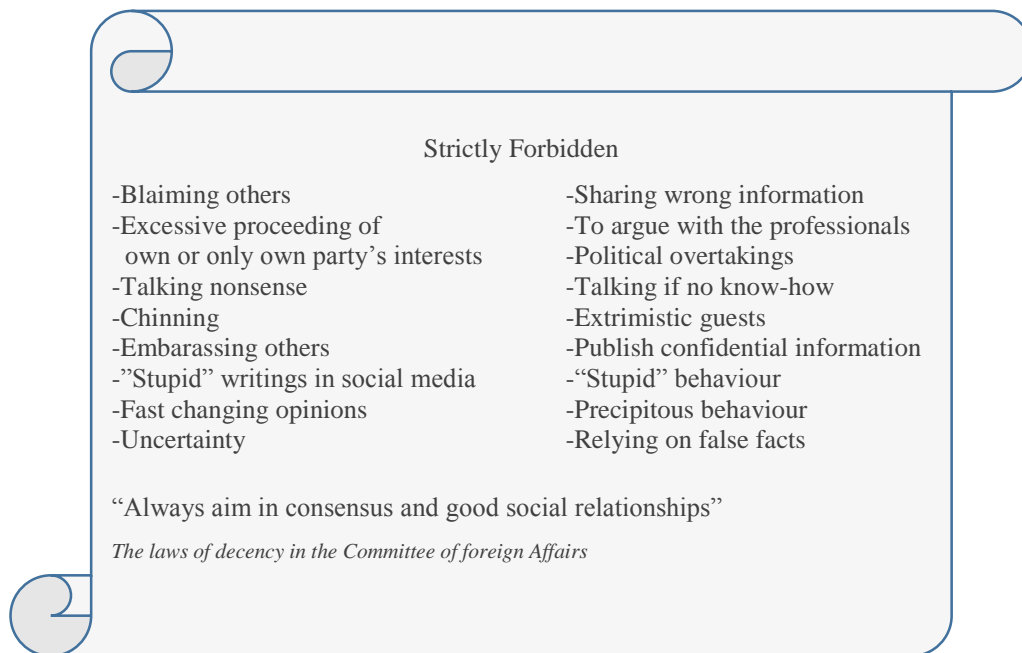 Strictly Forbidden
-Blaiming others
-Excessive proceeding of
own or only own party’s interests
-Talking nonsense
-Chinning
-Embarassing others
-”Stupid” writings in social media
-Fast changing opinions
-Uncertainty
-Sharing wrong information
-To argue with the professionals
-Political overtakings
-Talking if no know-how
-Extrimistic guests
-Publish confidential information
-“Stupid” behaviour
-Precipitous behaviour
-Relying on false facts
“Always aim in consensus and good social relationships”
The laws of decency in the Committee of foreign Affairs